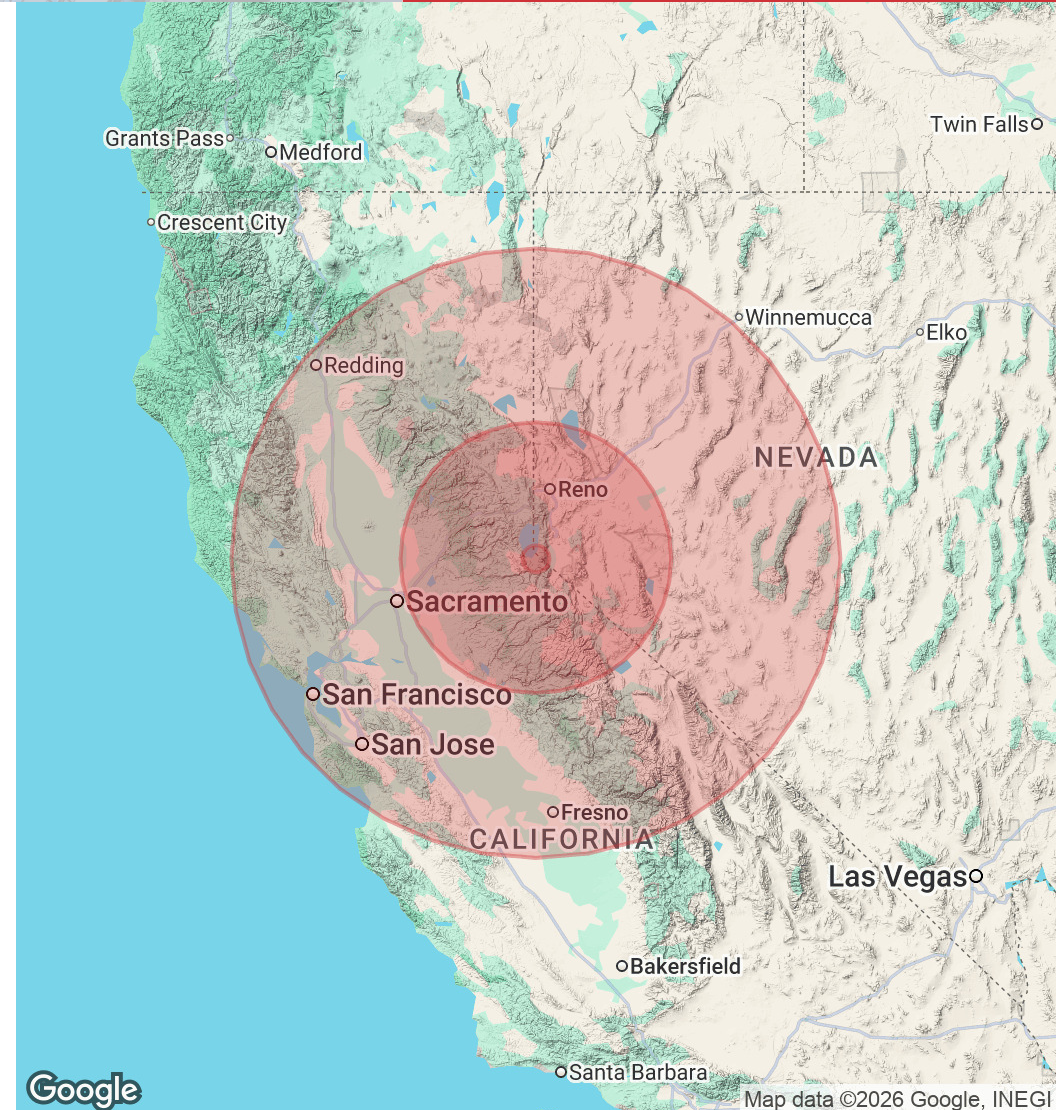 Twin Falls
Grants Pass
Medford
Crescent City
Winnemucca
Elko
Redding
NEVADA
Reno
Sacramento
San Francisco
San Jose
Fresno
CALIFORNIA
Las Vegas
Bakersfield
Santa Barbara
Google
Map data ©2026 Google, INEGI